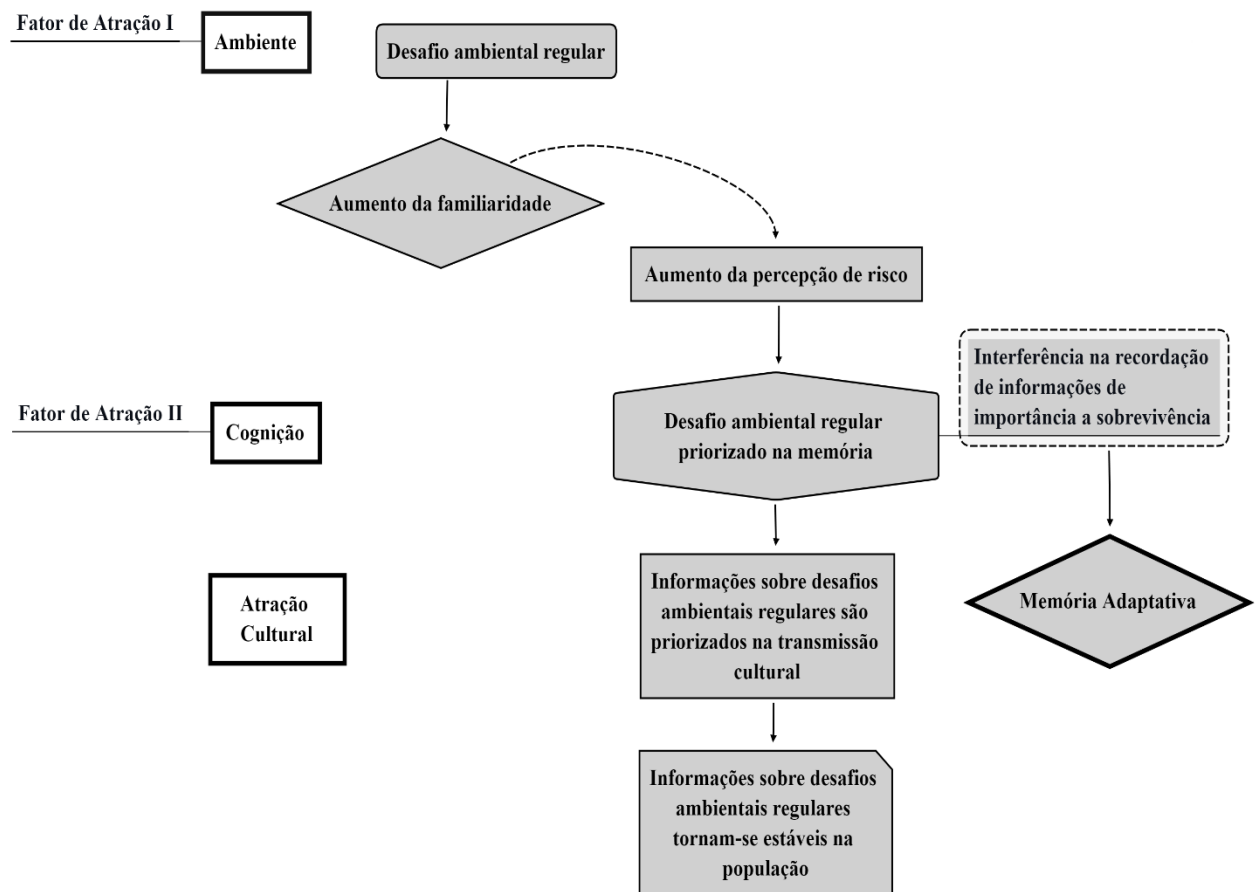 Fator de Atração I
Ambiente
Desafio ambiental regular
Aumento da familiaridade
Aumento da percepção de risco
Interferência na recordação
de informações de
importância a sobrevivência
Fator de Atração II
Cognição
Desafio ambiental regular
priorizado na memória
Atração
Cultural
Informações sobre desafios
ambientais regulares são
priorizados na transmissão
cultural
Memória Adaptativa
Informações sobre desafios
ambientais regulares
tornam-se estáveis na
população